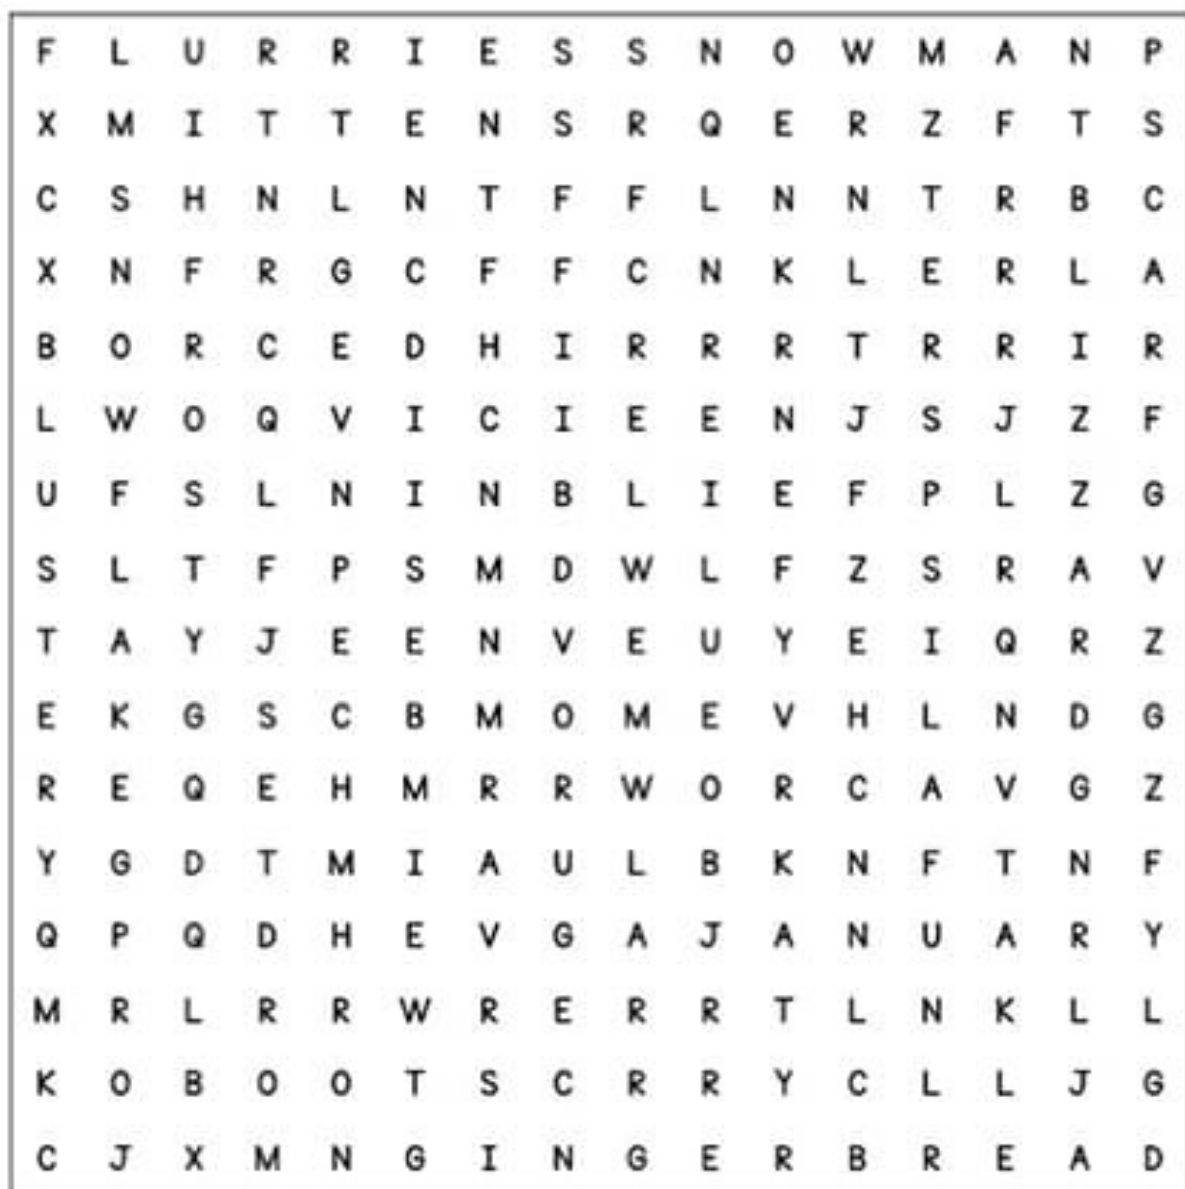 F L U R R I E S S N O W M A N P
X M I T T E N S R Q E R Z F T S
C S H N L N T F F L N N T R B C
X N F R G C F F C N K L E R L A
B O R C E D H I R R R T R R I R
L W O Q V I C I E E N J S J Z F
U F S L N I N B L I E F P L Z G
S L T F P S M D W L F Z S R A V
T A Y J E E N V E U Y E I Q R Z
E K G S C B M O M E V H L N D G
R E Q E H M R R W O R C A V G Z
Y G D T M I A U L B K N F T N F
Q P Q D H E V G A J A N U A R Y
M R L R R W R E R R T L N K L L
K O B O O T S C R R Y C L L J G
C J X M N G I N G E R B R E A D